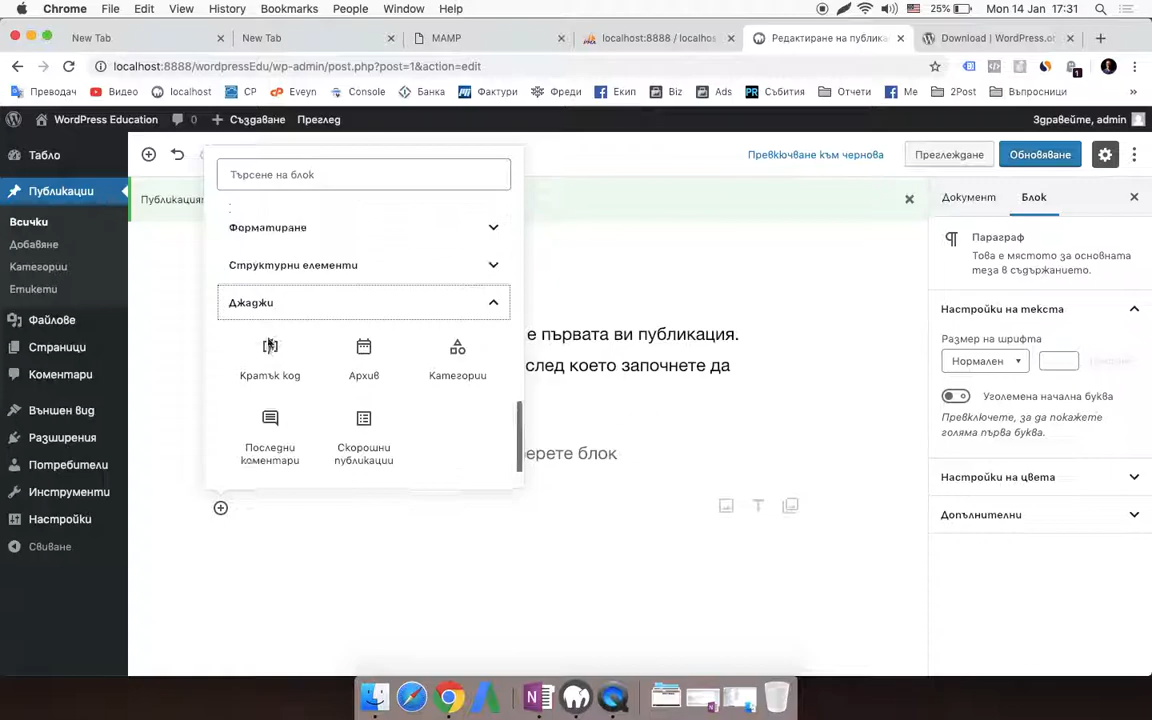 Chrome File Edit View History Bookmarks People Window Help 25% Mon 14 Jan 17:31
New Tab New Tab MAMP localhost:8888 / localhos Редактиране на публика Download | WordPress.o
localhost:8888/wordpressEdu/wp-admin/post.php?post=1&action=edit
Преводач Видео localhost CP Eveyn Console Банка Фактури Фреди Екип Biz Ads Събития Отчети Me 2Post Въпросници »
WordPress Education 0 Създаване Преглед Здравейте, admin
Табло
Публикации
Всички
Добавяне
Категории
Етикети
Файлове
Страници
Коментари
Външен вид
Разширения
Потребители
Инструменти
Настройки
Свиване
Превключване към чернова Преглеждане Обновяване
Публикация
Търсене на блок
Форматиране
Структурни елементи
Джаджи
Кратък код Архив Категории
Последни коментари
Скорошни публикации
е първата ви публикация.
след което започнете да
ерете блок
Документ Блок
Параграф
Това е мястото за основната
теза в съдържанието.
Настройки на текста
Размер на шрифта
Нормален
Уголемена начална буква
Превключете, за да покажете
голяма първа буква.
Настройки на цвета
Допълнителни